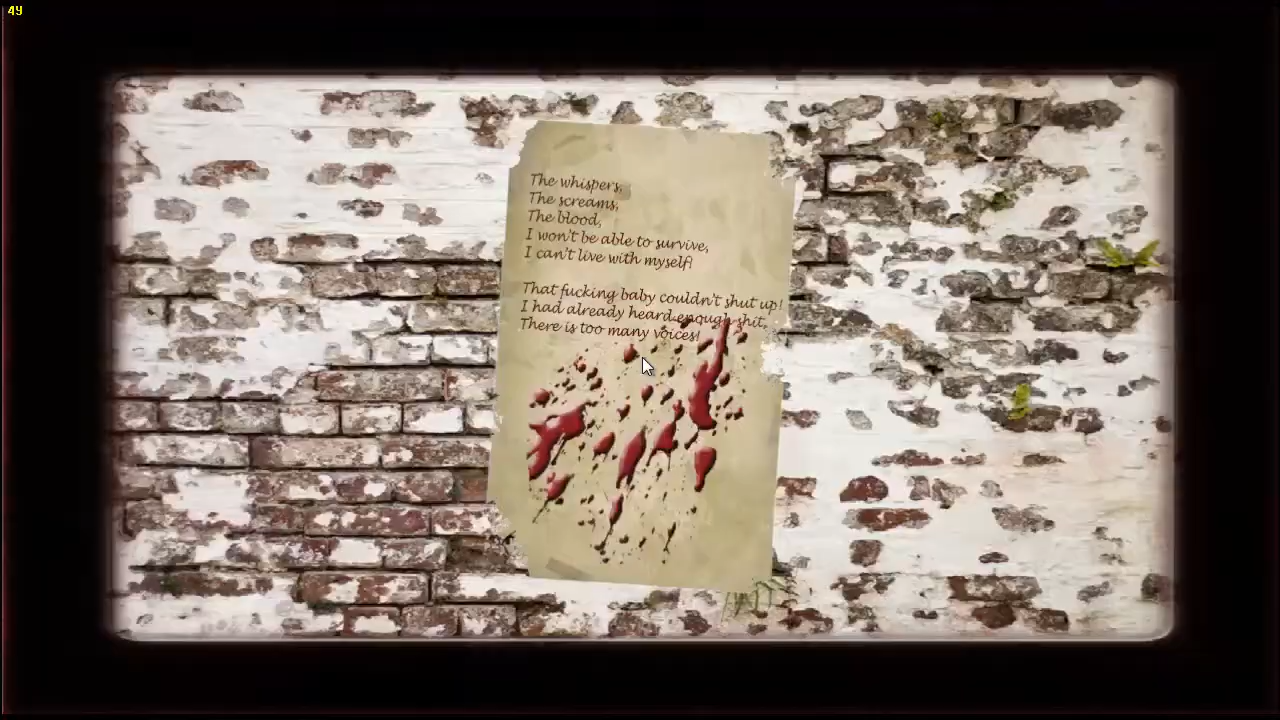 49
The whispers,
The screams,
The blood,
I won't be able to survive,
I can't live with myself!
That fucking baby couldn't shut up!
I had already heard enough shit,
There is too many voices!